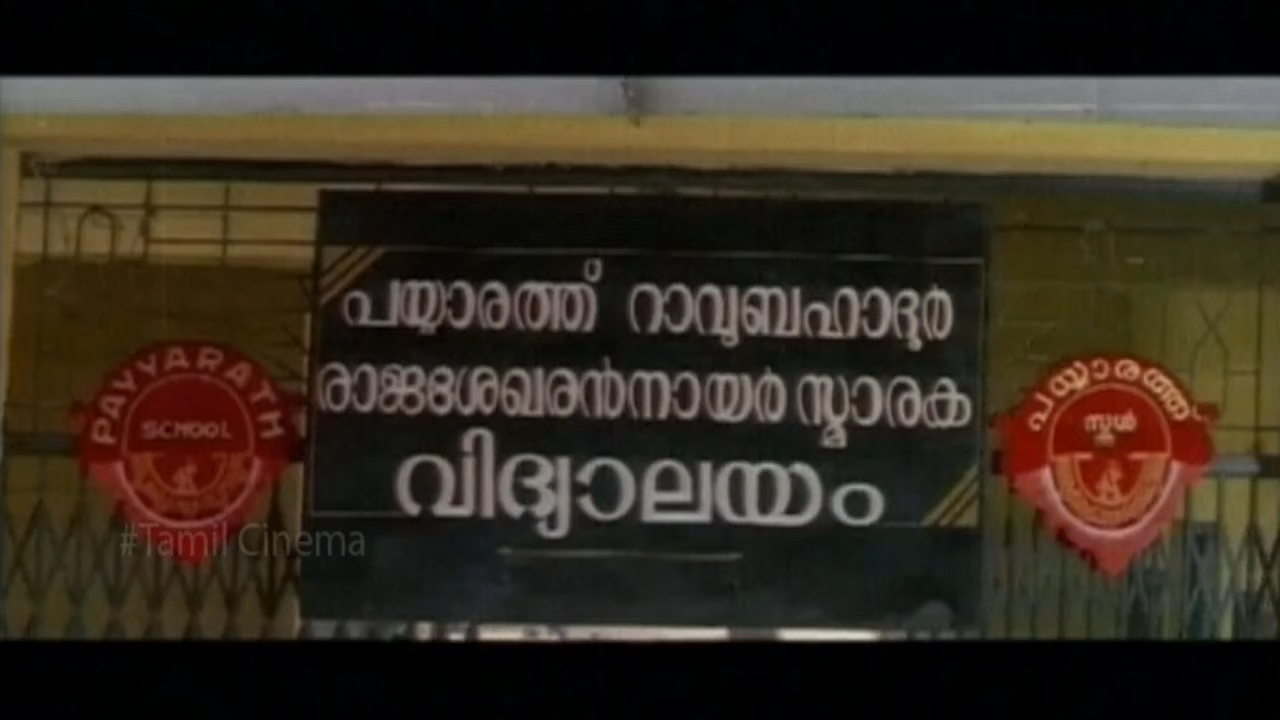 പയ്യാരത്ത് റാവുബഹാദൂർ
രാജശേഖരൻനായർ സ്മാരക
വിദ്യാലയം
PAYYARATH
SCHOOL
പയ്യാരത്ത്
സ്കൂൾ
#Tamil Cinema